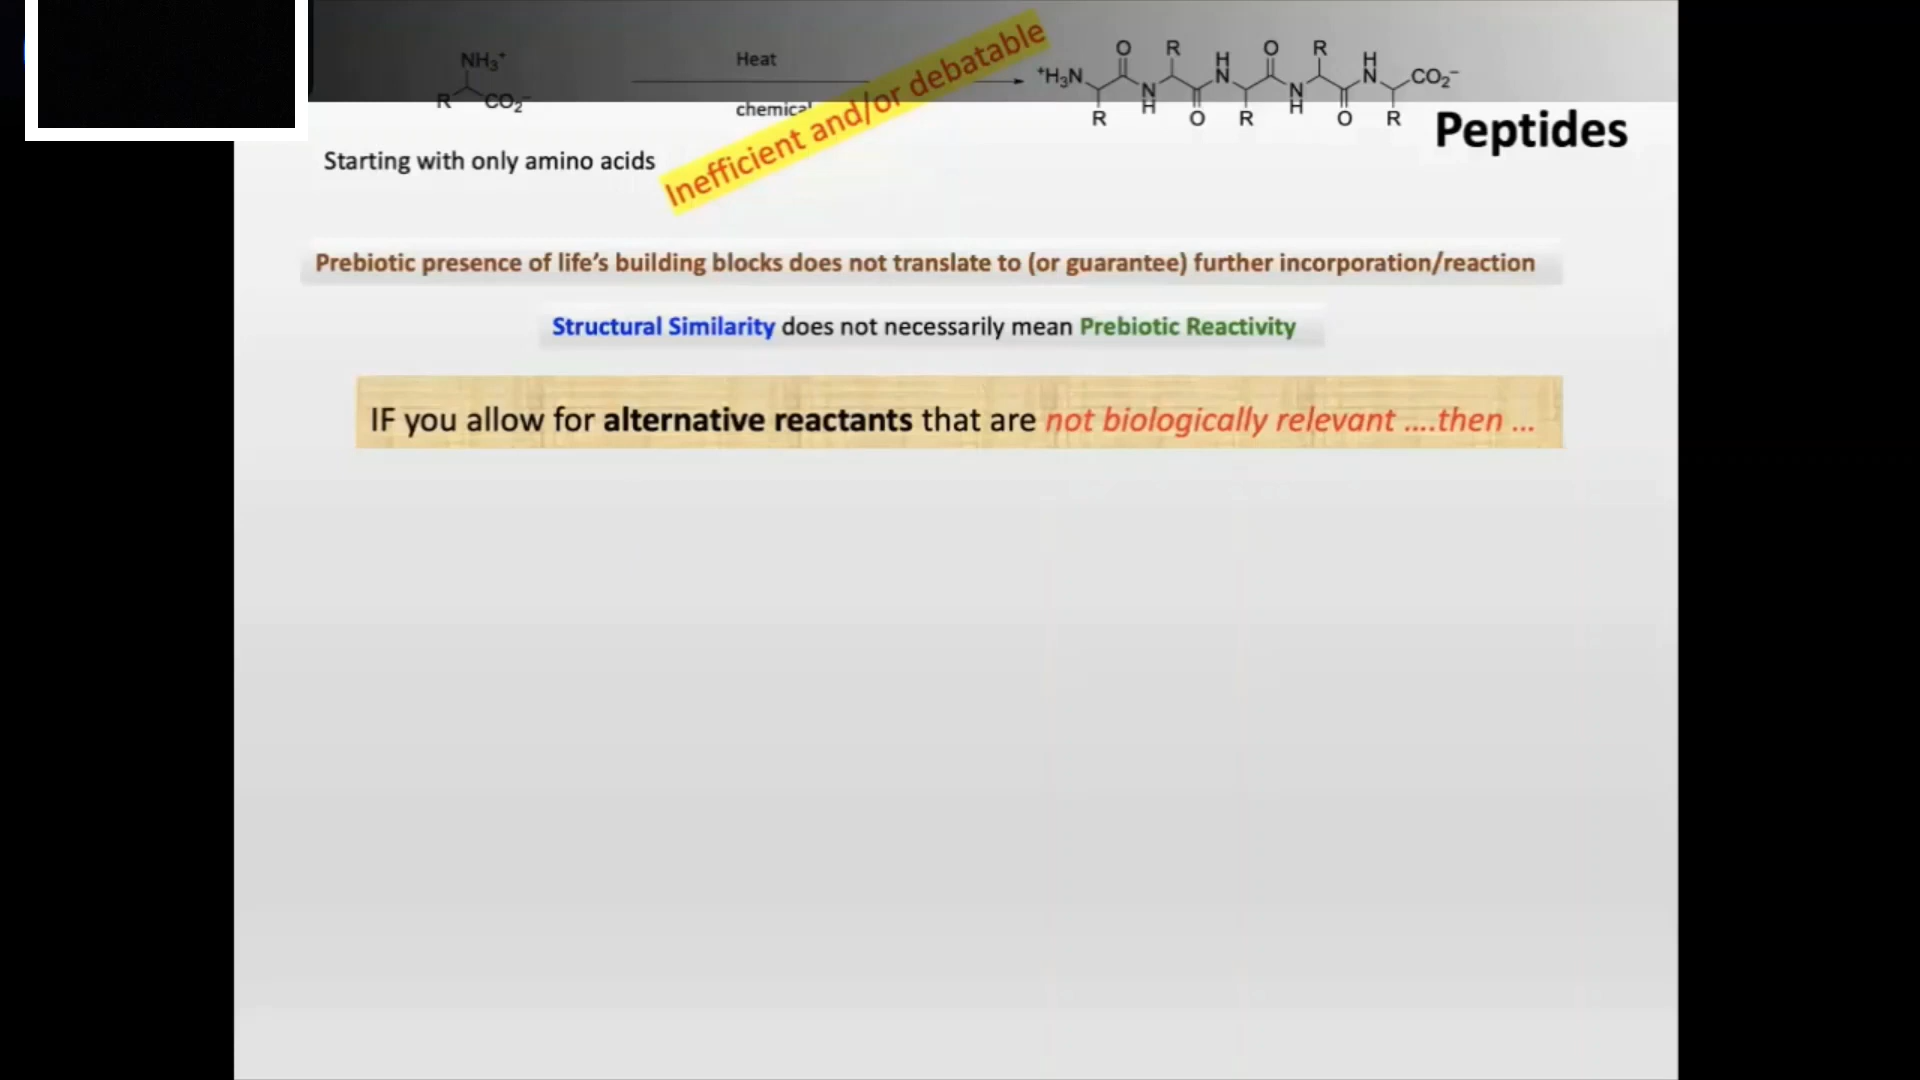 NH₃⁺
R CO₂⁻
Heat
Inefficient and/or debatable
⁺H₃N O R H N O R H N CO₂⁻
R N H O R N H O R
Peptides
Starting with only amino acids
Prebiotic presence of life’s building blocks does not translate to (or guarantee) further incorporation/reaction
Structural Similarity does not necessarily mean Prebiotic Reactivity
IF you allow for alternative reactants that are not biologically relevant ....then ...